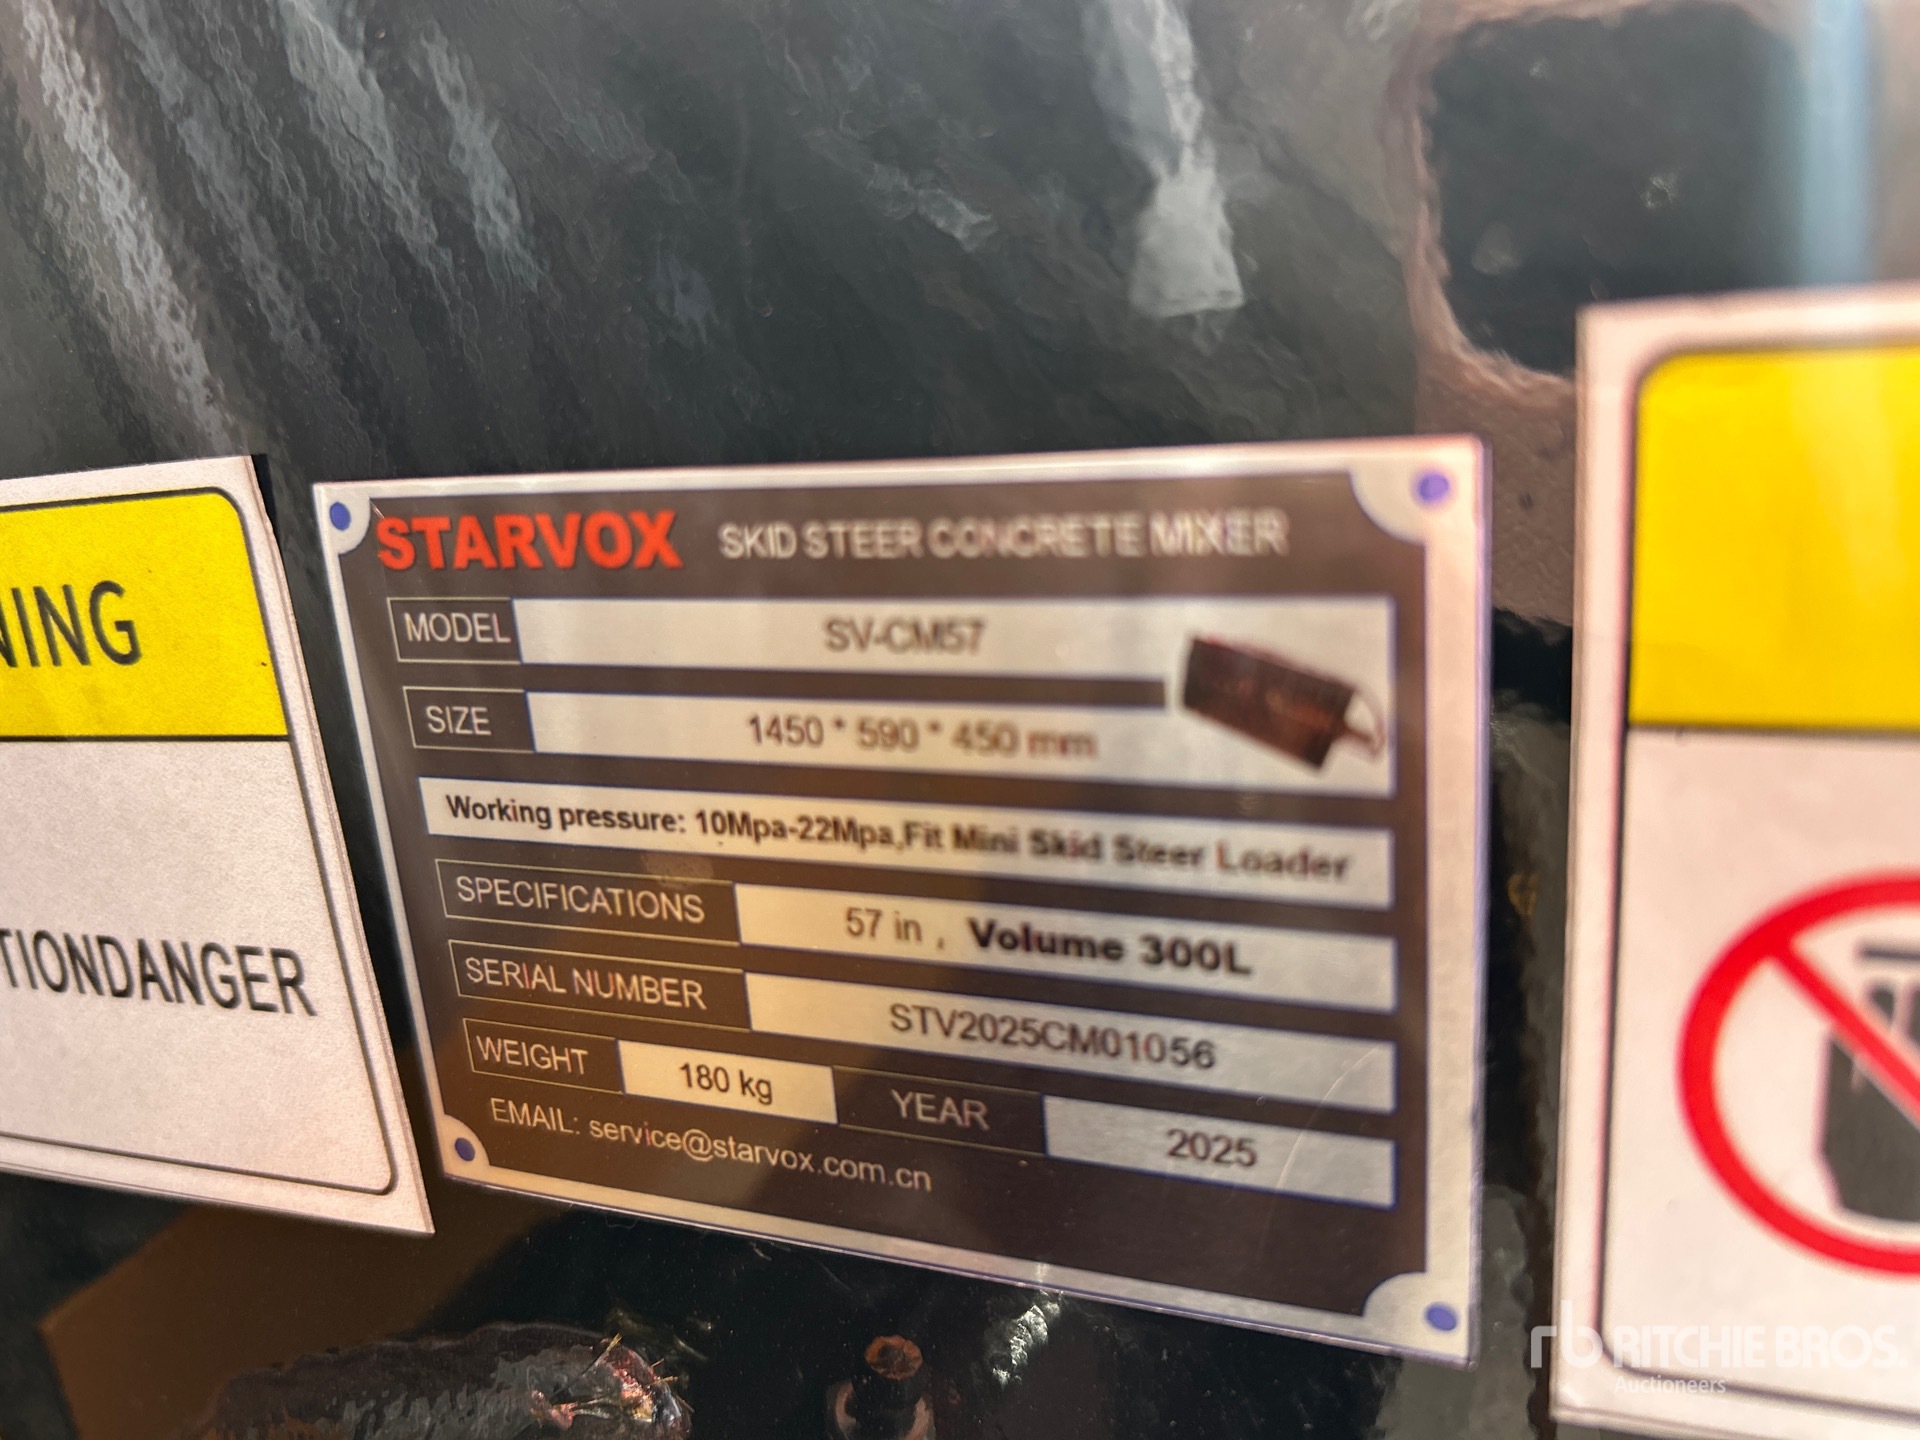 NING
TIONDANGER
STARVOX SKID STEER CONCRETE MIXER
MODEL SV-CM57
SIZE 1450 * 590 * 450 mm
Working pressure: 10Mpa-22Mpa,Fit Mini Skid Steer Loader
SPECIFICATIONS 57 in , Volume 300L
SERIAL NUMBER STV2025CM01056
WEIGHT 180 kg YEAR 2025
EMAIL: service@starvox.com.cn
rb RITCHIE BROS.
Auctioneers